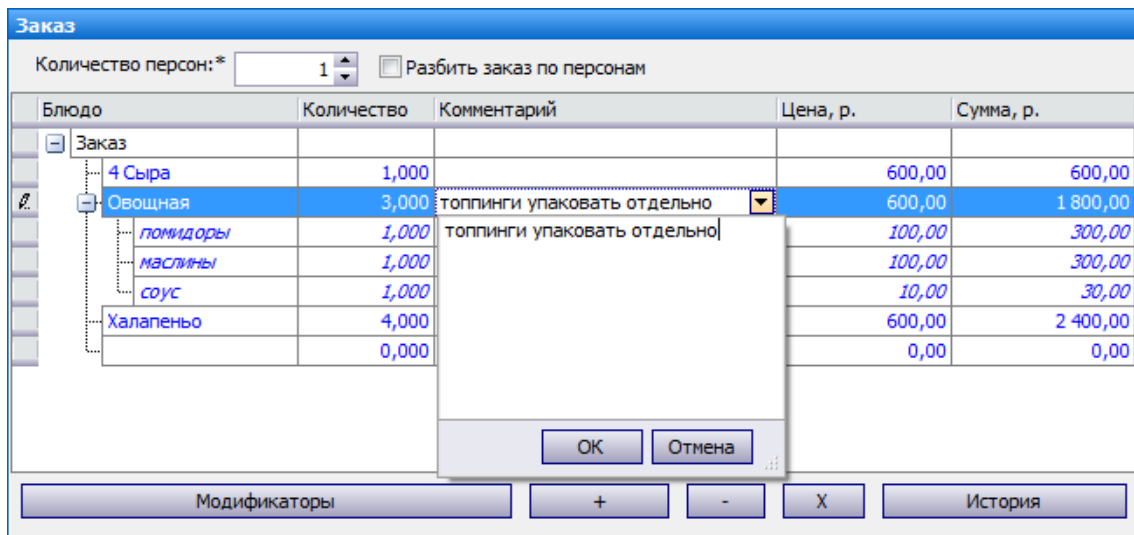 Заказ
Количество персон:* 1 Разбить заказ по персонам
Блюдо Количество Комментарий Цена, р. Сумма, р.
Заказ
4 Сыра 1,000 600,00 600,00
Овощная 3,000 топпинги упаковать отдельно 600,00 1 800,00
помидоры 1,000 топпинги упаковать отдельно 100,00 300,00
маслины 1,000 100,00 300,00
соус 1,000 10,00 30,00
Халапеньо 4,000 600,00 2 400,00
0,000 0,00 0,00
ОК Отмена
Модификаторы + - X История